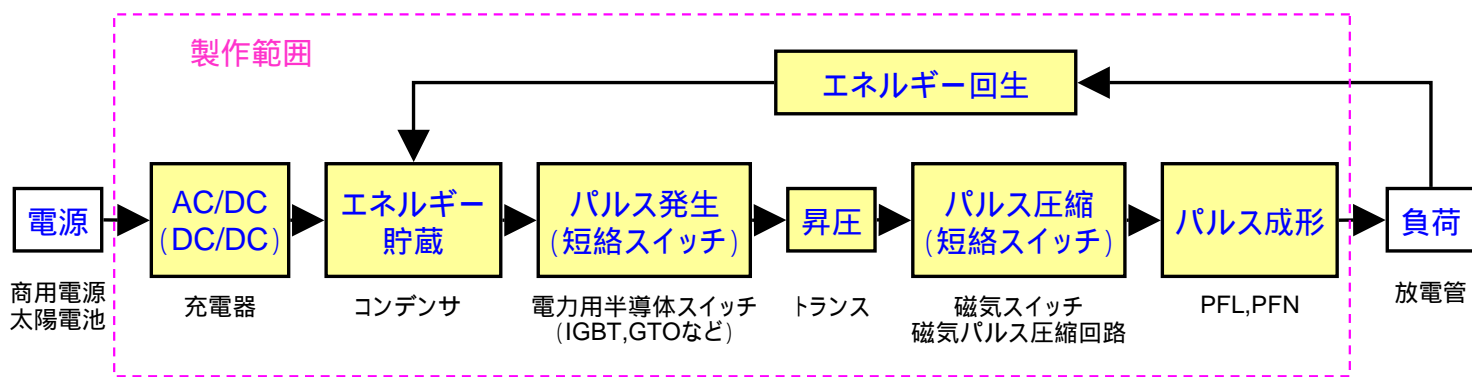 製作範囲
エネルギー回生
電源
AC/DC
(DC/DC)
エネルギー
貯蔵
パルス発生
(短絡スイッチ)
昇圧
パルス圧縮
(短絡スイッチ)
パルス成形
負荷
商用電源
太陽電池
充電器
コンデンサ
電力用半導体スイッチ
(IGBT,GTOなど)
トランス
磁気スイッチ
磁気パルス圧縮回路
PFL,PFN
放電管